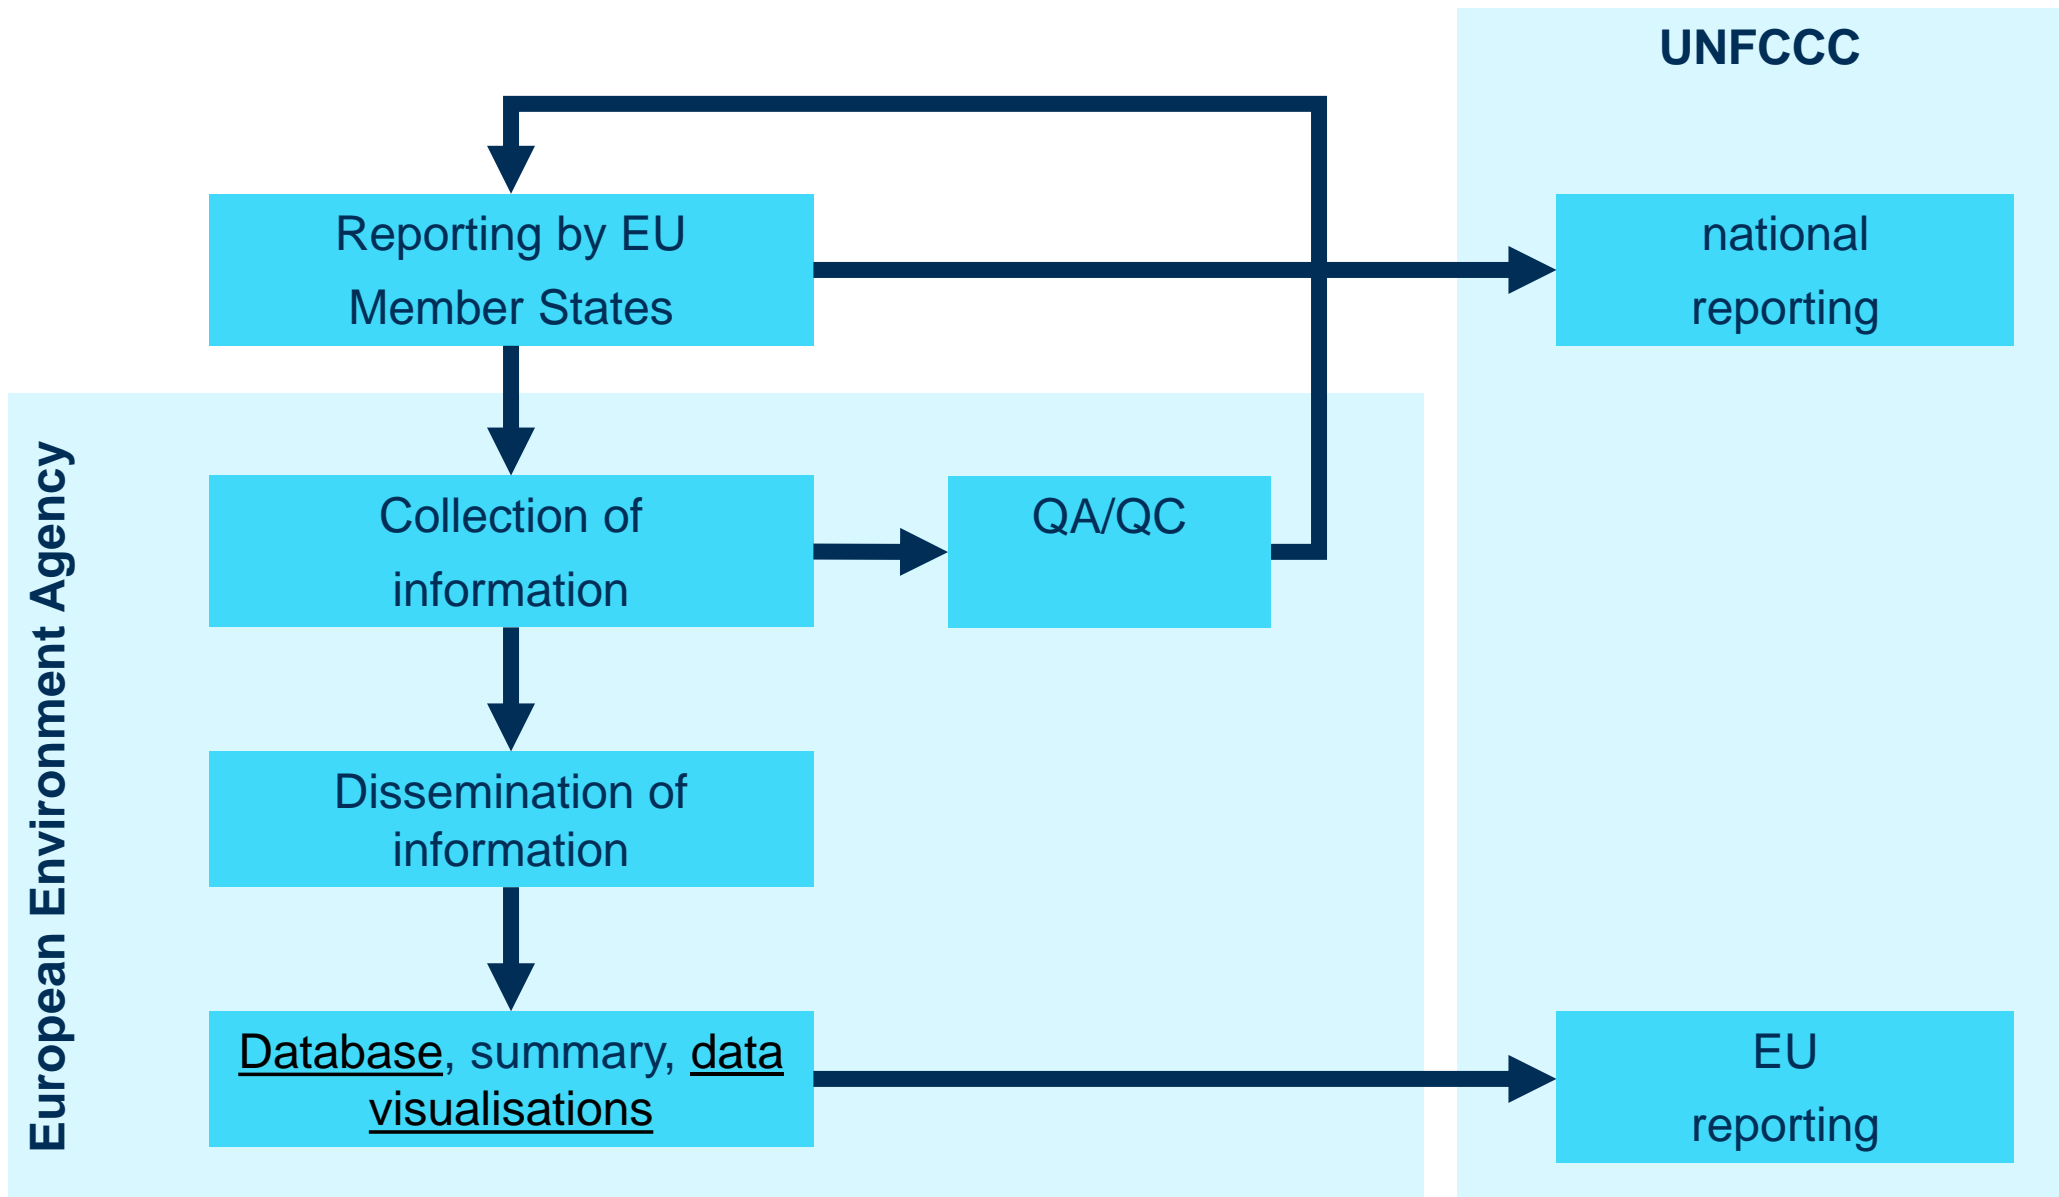 UNFCCC
Reporting by EU
Member States
national
reporting
European Environment Agency
Collection of
information
QA/QC
Dissemination of
information
Database, summary, data
visualisations
EU
reporting